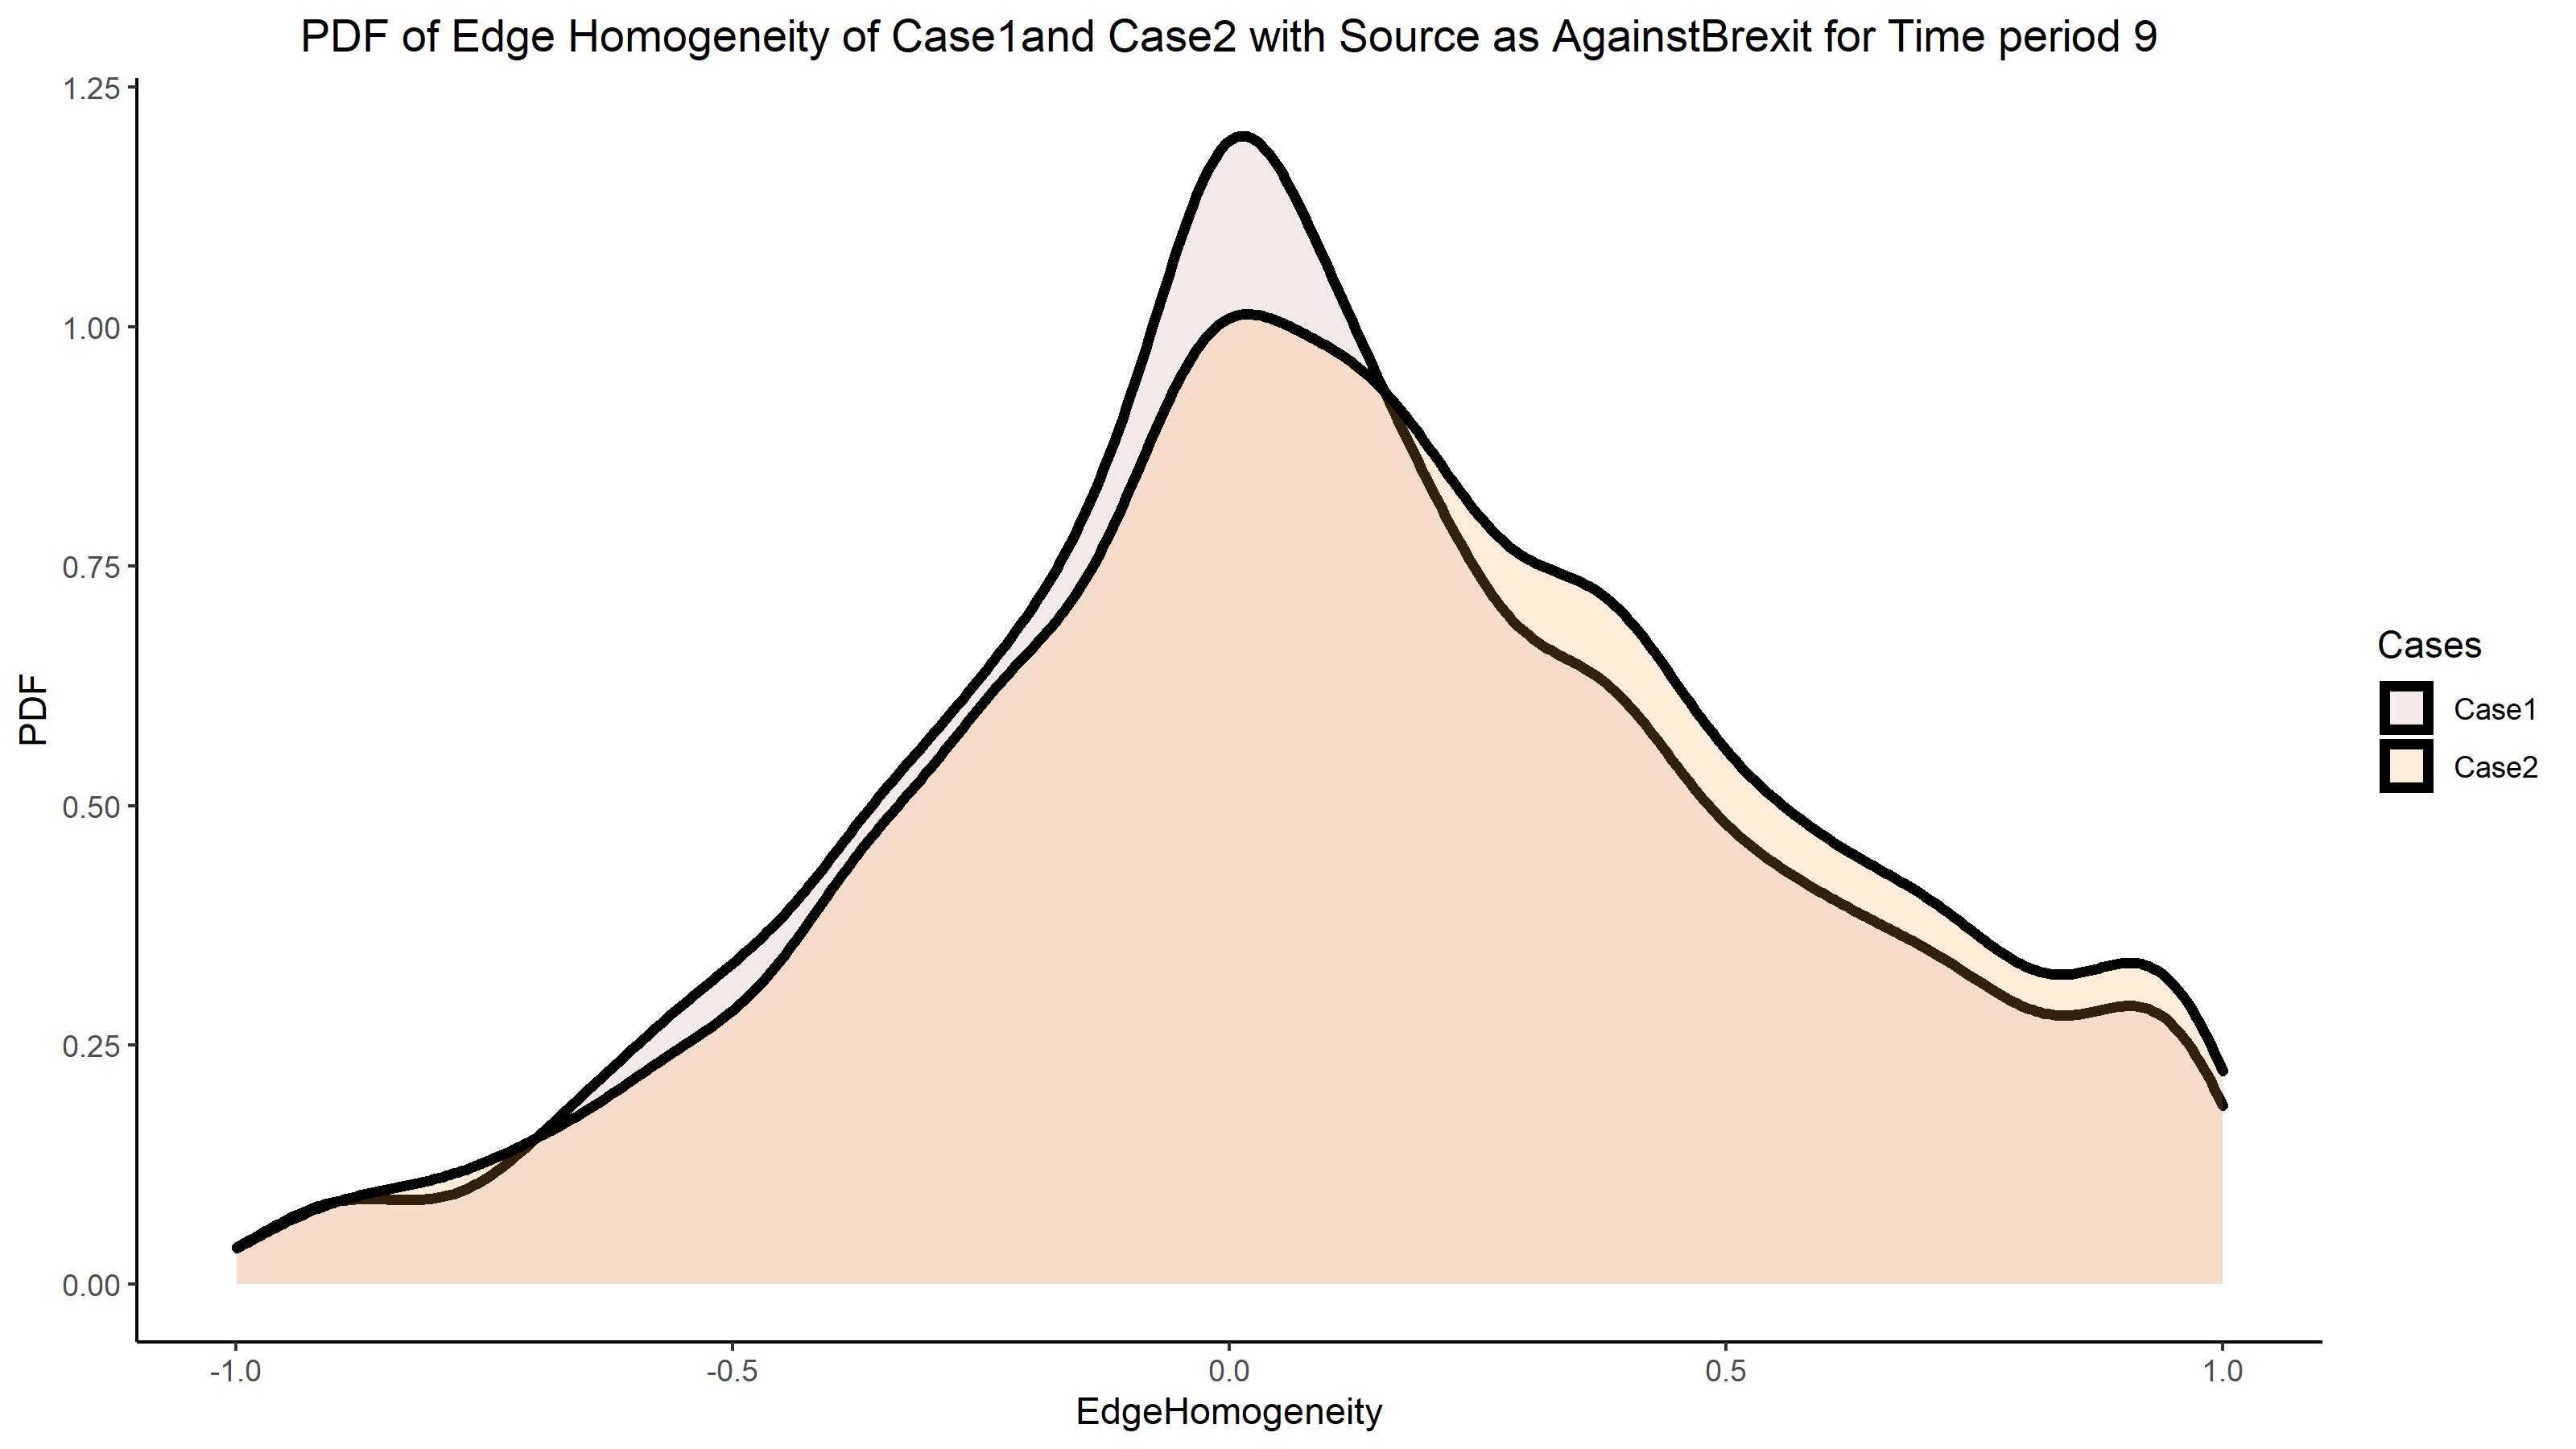 PDF of Edge Homogeneity of Case1and Case2 with Source as AgainstBrexit for Time period 9
1.25
1.00
0.75
0.50
0.25
0.00
PDF
-1.0 -0.5 0.0 0.5 1.0
EdgeHomogeneity
Cases
Case1
Case2